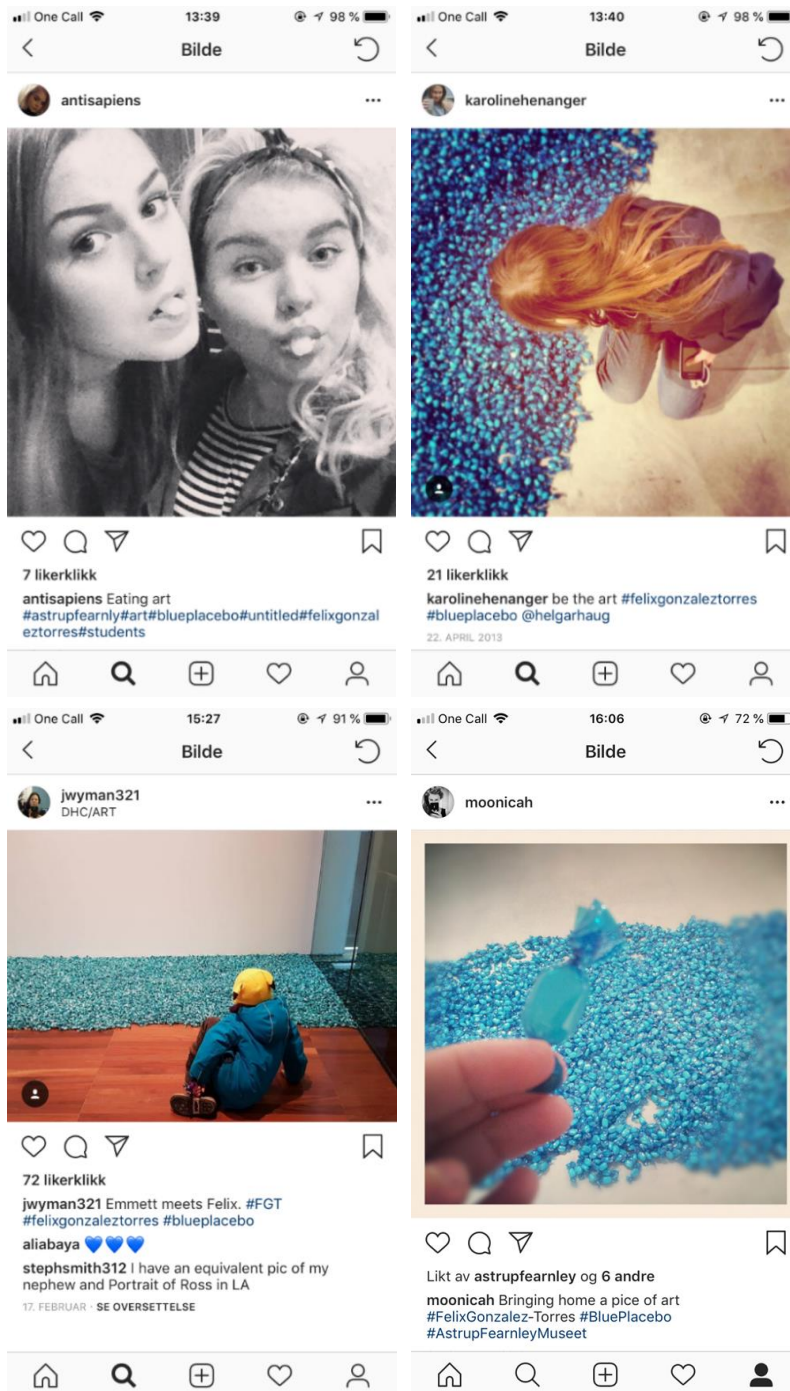 One Call 13:39 98 %
Bilde
antisapiens
7 likerklikk
antisapiens Eating art
#astrupfearnly#art#blueplacebo#untitled#felixgonzal
eztorres#students
One Call 13:40 98 %
Bilde
karolinehenanger
21 likerklikk
karolinehenanger be the art #felixgonzaleztorres
#blueplacebo @helgarhaug
22. APRIL 2013
One Call 15:27 91 %
Bilde
jwyman321
DHC/ART
72 likerklikk
jwyman321 Emmett meets Felix. #FGT
#felixgonzaleztorres #blueplacebo
aliabaya 💙💙💙
stephsmith312 I have an equivalent pic of my
nephew and Portrait of Ross in LA
17. FEBRUAR · SE OVERSETTELSE
One Call 16:06 72 %
Bilde
moonicah
Likt av astrupfearnley og 6 andre
moonicah Bringing home a pice of art
#FelixGonzalez-Torres #BluePlacebo
#AstrupFearnleyMuseet